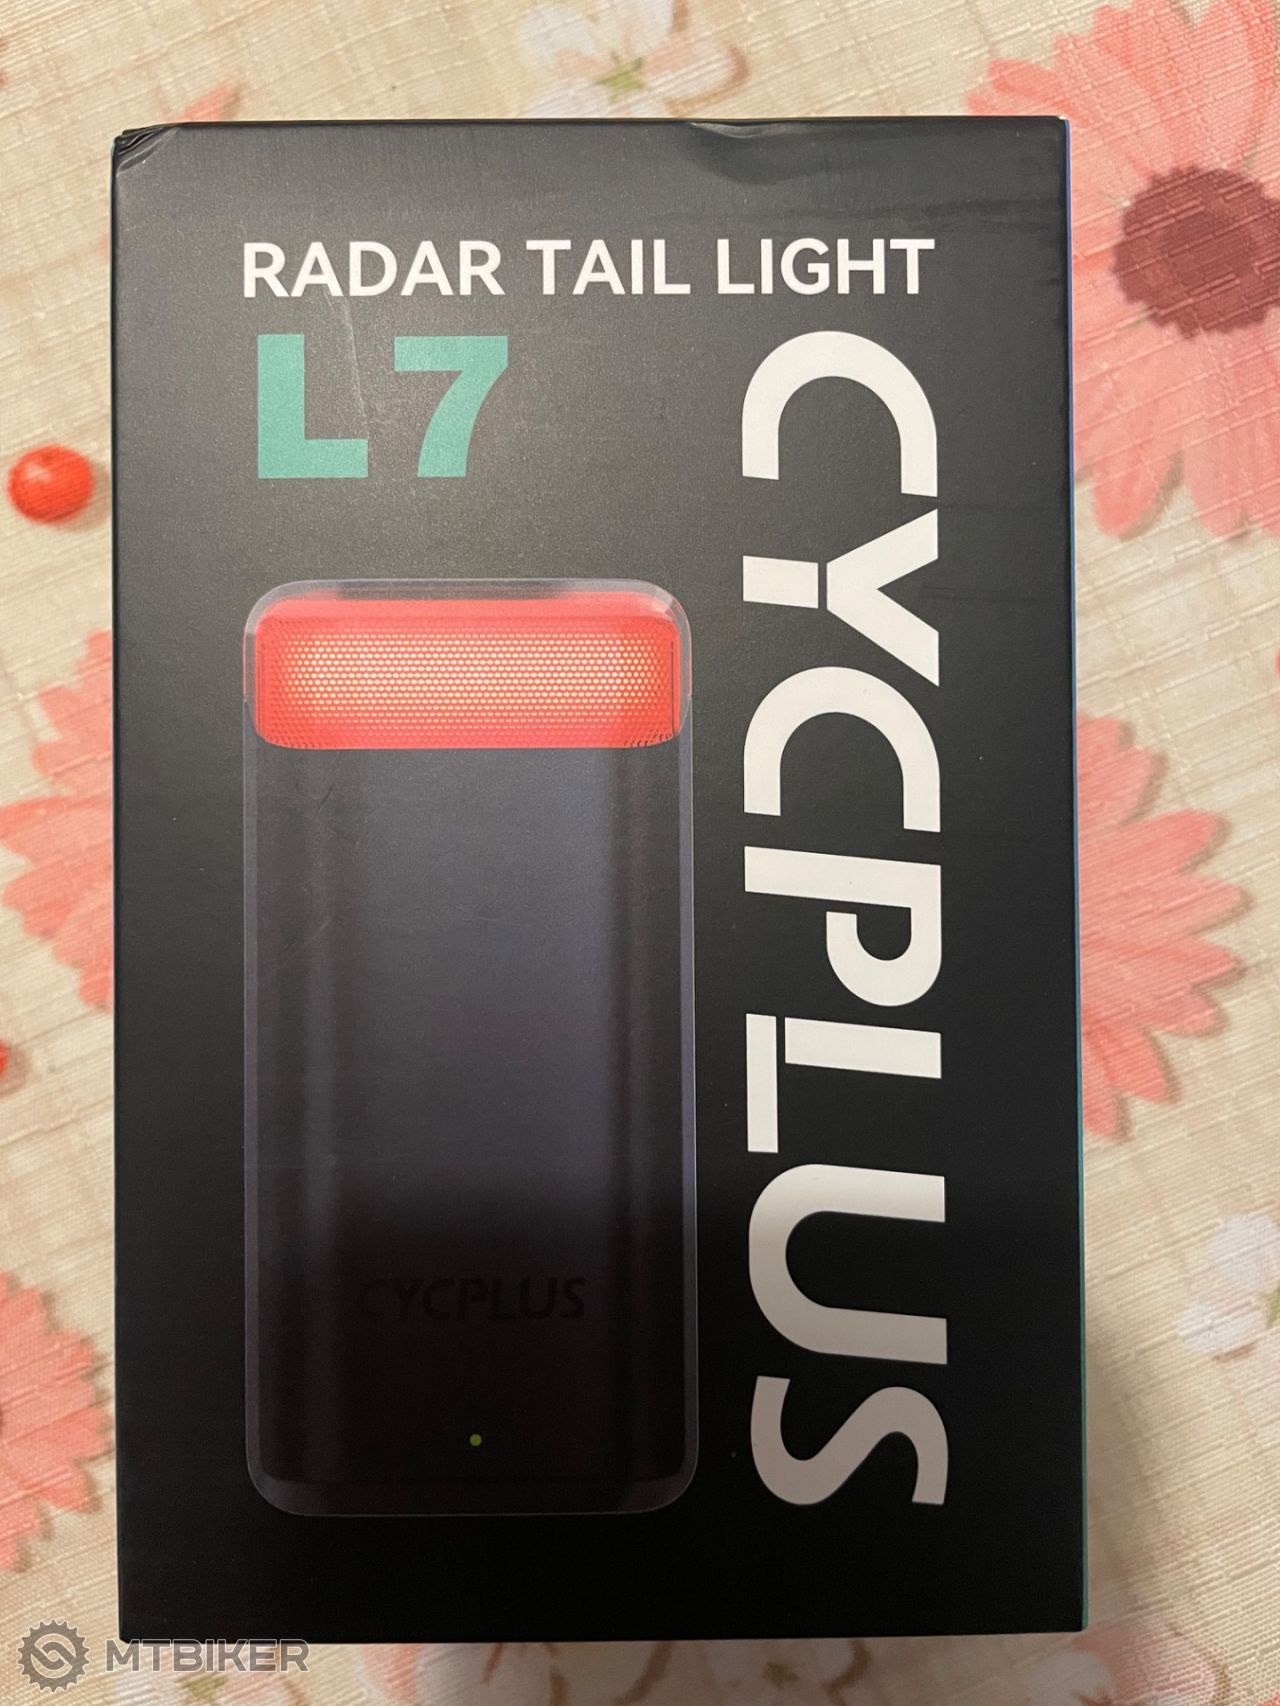 RADAR TAIL LIGHT
L7
CYCPLUS
CYCPLUS
MTBIKER